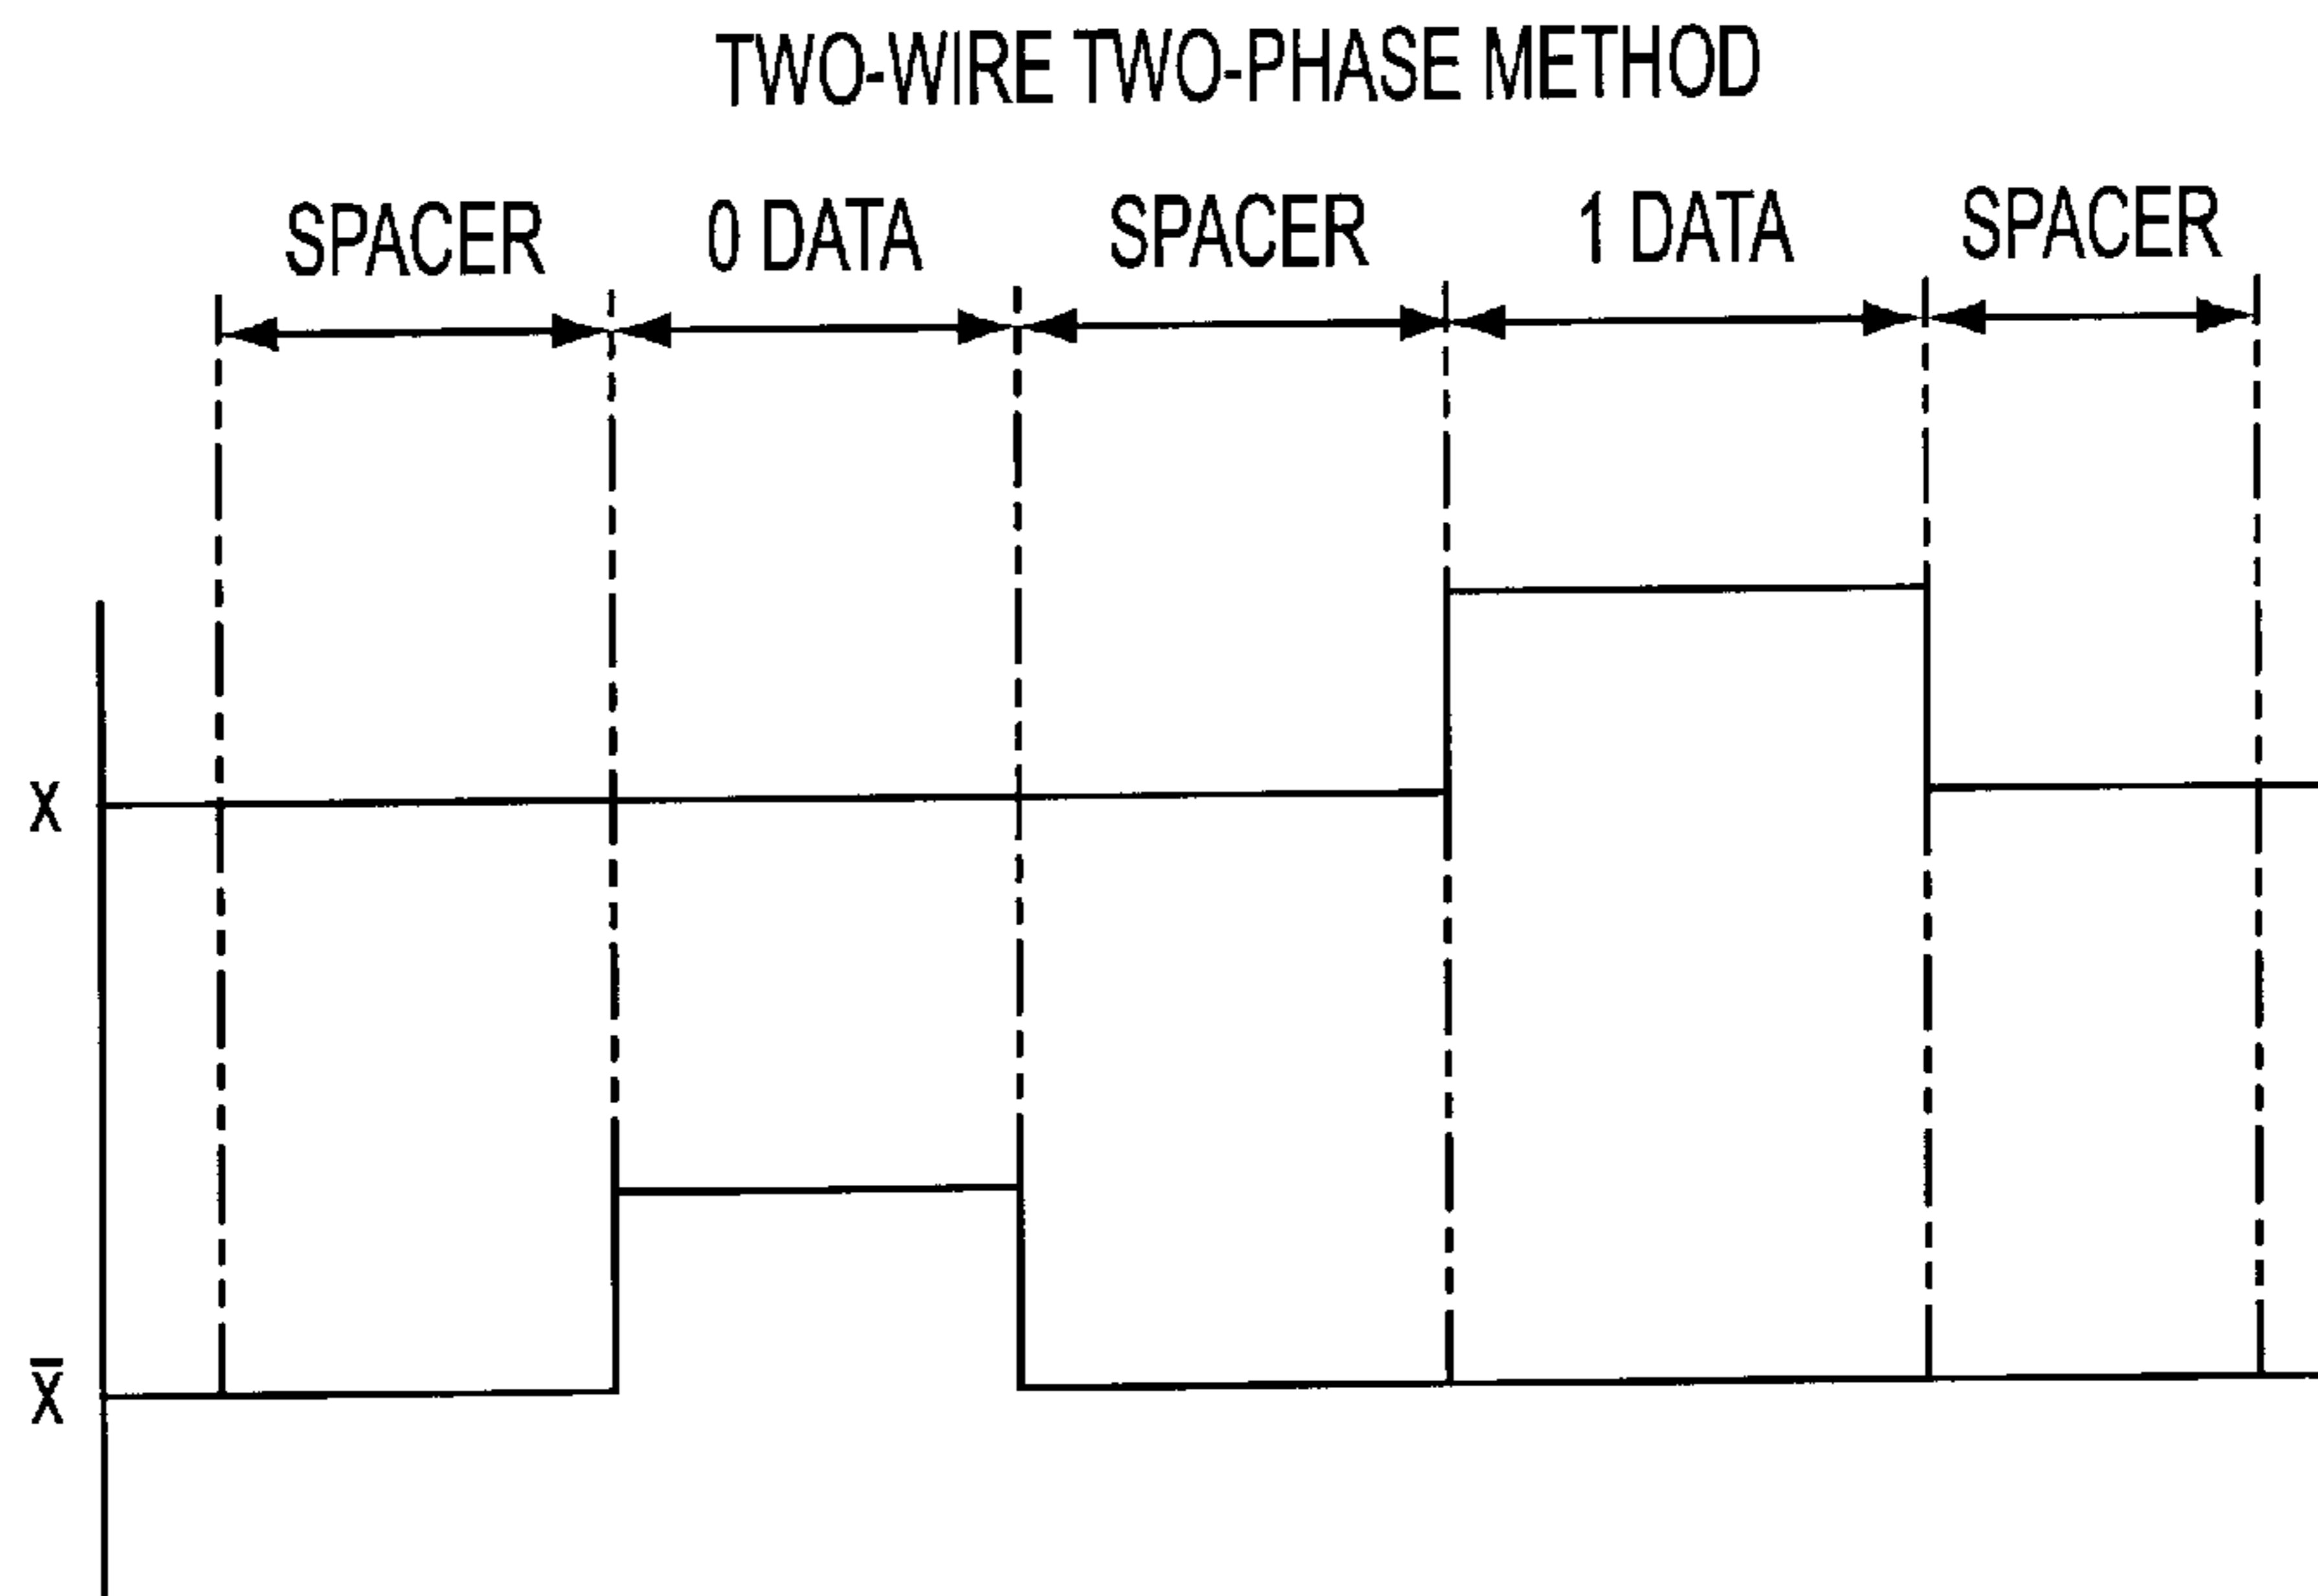 TWO-WIRE TWO-PHASE METHOD
SPACER 0 DATA SPACER 1 DATA SPACER
X
X̅